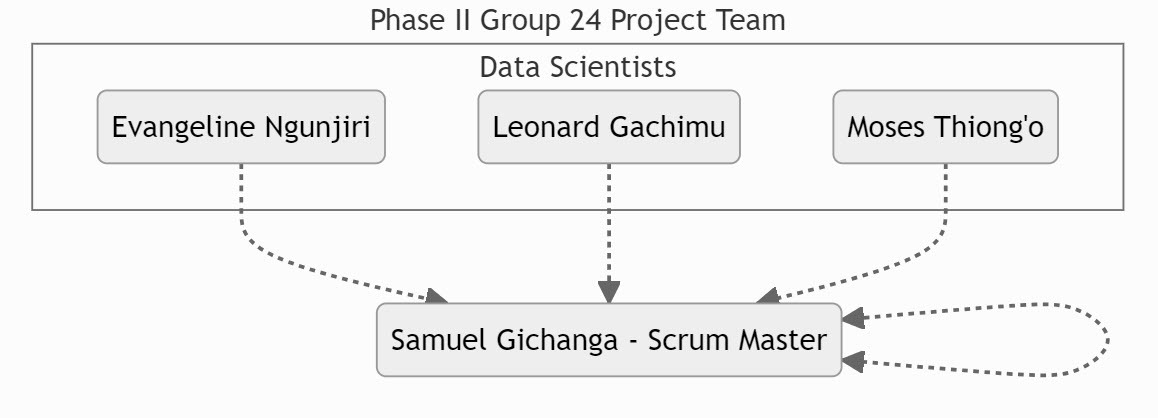 Phase II Group 24 Project Team
Data Scientists
Evangeline Ngunjiri
Leonard Gachimu
Moses Thiong'o
Samuel Gichanga - Scrum Master